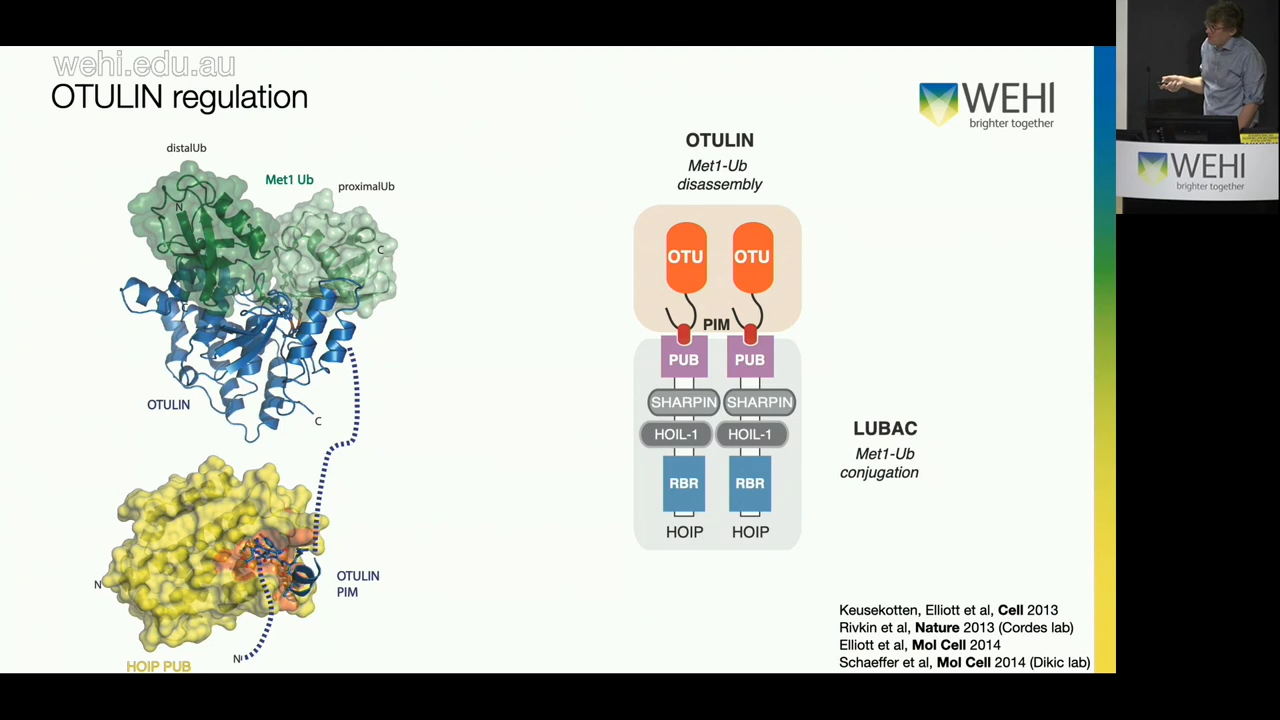 wehi.edu.au
OTULIN regulation
WEHI
brighter together
distalUb
Met1 Ub
proximalUb
N
C
C
OTULIN
C
OTULIN
PIM
N
HOIP PUB
N
OTULIN
Met1-Ub
disassembly
OTU OTU
PIM
PUB PUB
SHARPIN SHARPIN
HOIL-1 HOIL-1
RBR RBR
HOIP HOIP
LUBAC
Met1-Ub
conjugation
Keusekotten, Elliott et al, Cell 2013
Rivkin et al, Nature 2013 (Cordes lab)
Elliott et al, Mol Cell 2014
Schaeffer et al, Mol Cell 2014 (Dikic lab)
WEHI
brighter together